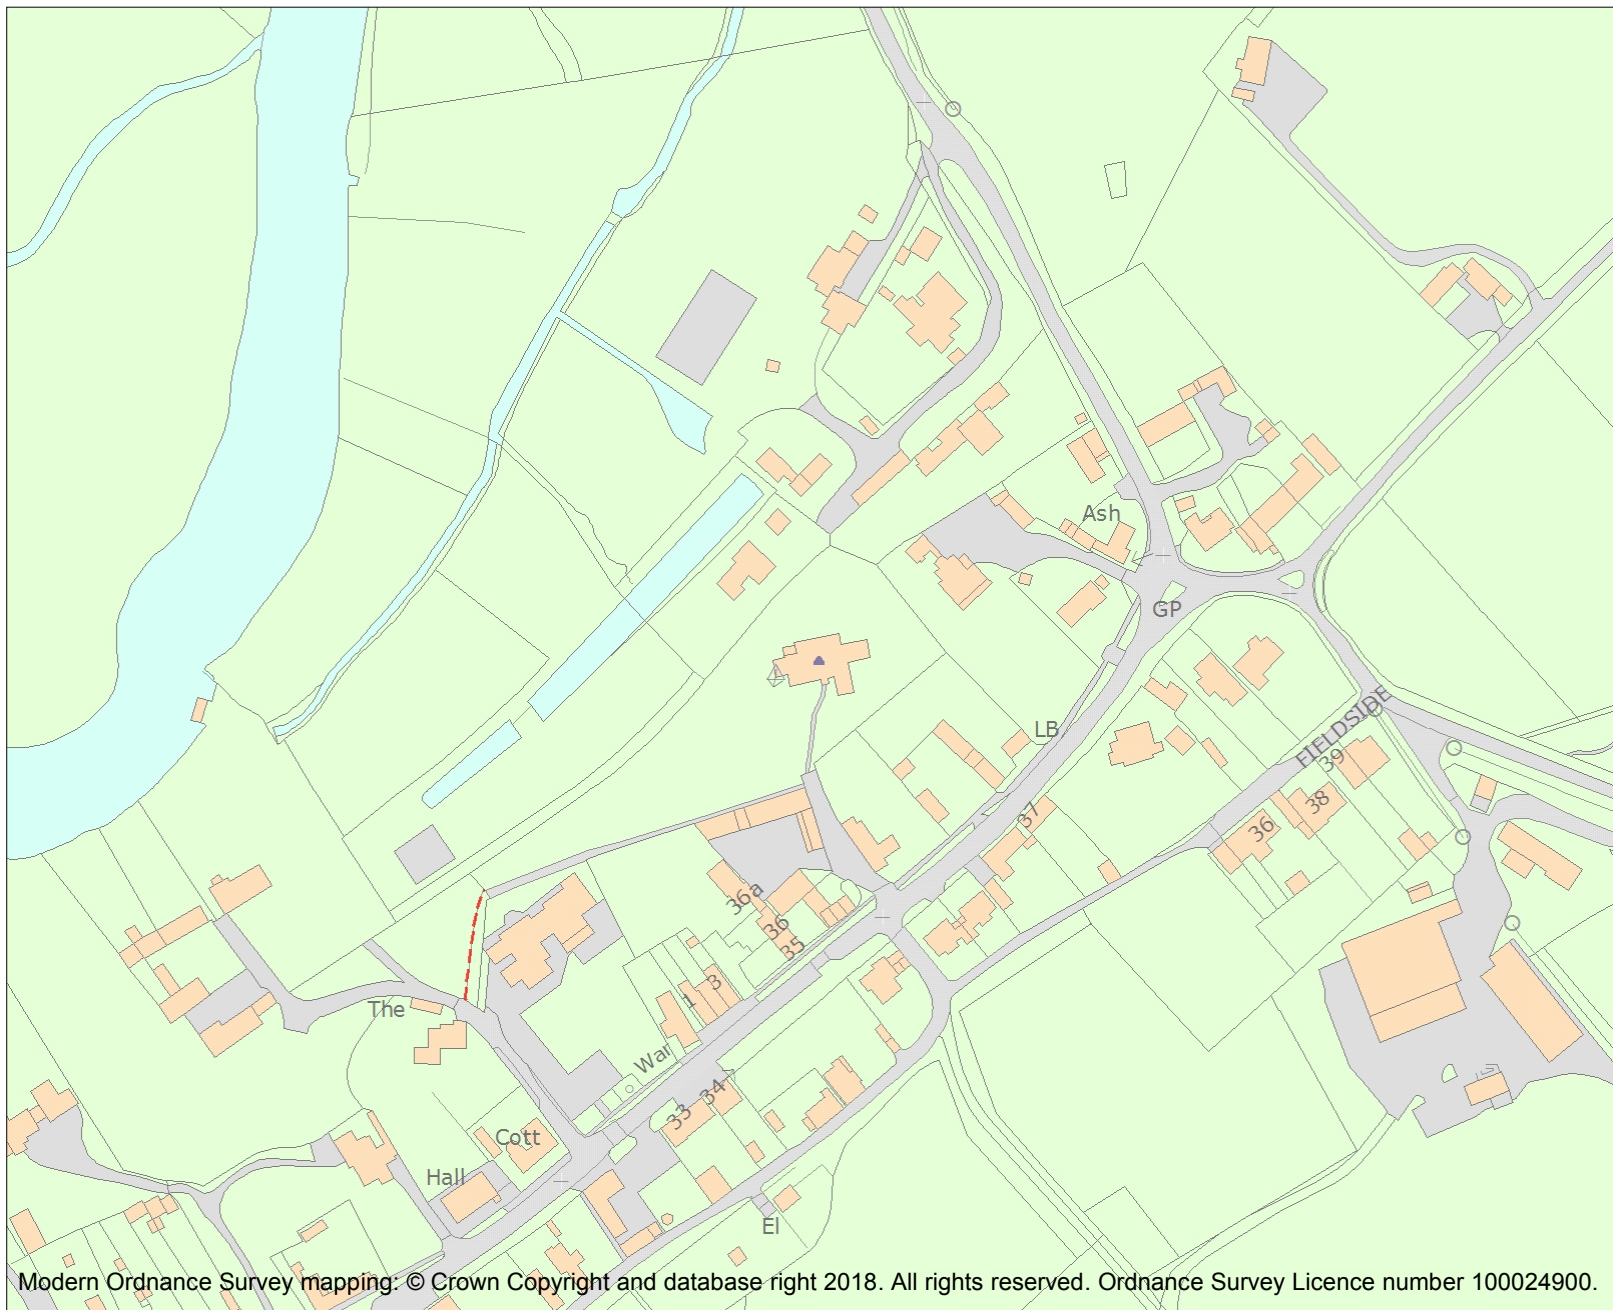 Ash
GP
LB
FIELDSIDE
39
38
36
37
36a
36
35
3
1
The
War
34
33
Cott
Hall
El
Modern Ordnance Survey mapping: © Crown Copyright and database right 2018. All rights reserved. Ordnance Survey Licence number 100024900.